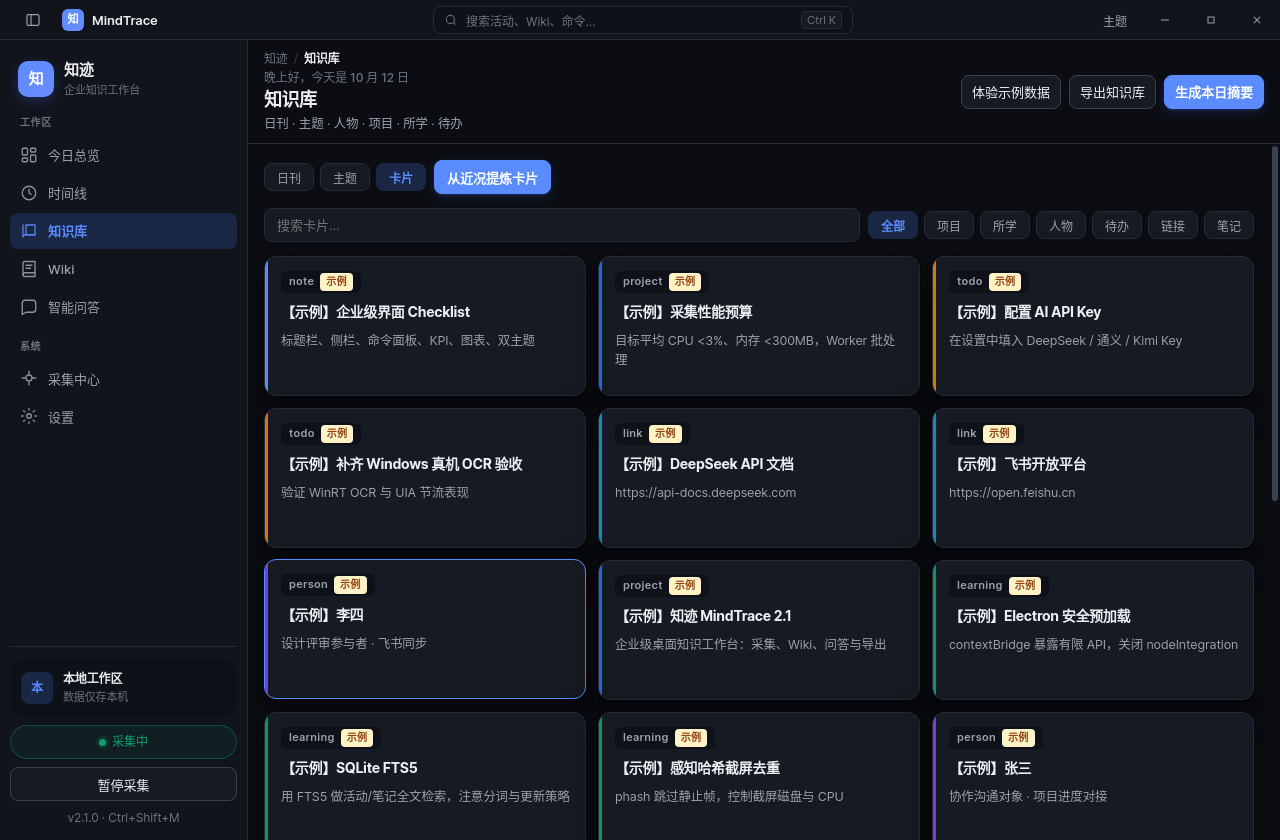 知 MindTrace
搜索活动、Wiki、命令... Ctrl K
主题
知 知迹
企业知识工作台
工作区
今日总览
时间线
知识库
Wiki
智能问答
系统
采集中心
设置
本 本地工作区
数据仅存本机
采集中
暂停采集
v2.1.0 · Ctrl+Shift+M
知迹 / 知识库
晚上好，今天是 10 月 12 日
知识库
日刊 · 主题 · 人物 · 项目 · 所学 · 待办
体验示例数据 导出知识库 生成本日摘要
日刊 主题 卡片 从近况提炼卡片
搜索卡片... 全部 项目 所学 人物 待办 链接 笔记
note 示例
【示例】企业级界面 Checklist
标题栏、侧栏、命令面板、KPI、图表、双主题
project 示例
【示例】采集性能预算
目标平均 CPU <3%、内存 <300MB，Worker 批处
理
todo 示例
【示例】配置 AI API Key
在设置中填入 DeepSeek / 通义 / Kimi Key
todo 示例
【示例】补齐 Windows 真机 OCR 验收
验证 WinRT OCR 与 UIA 节流表现
link 示例
【示例】DeepSeek API 文档
https://api-docs.deepseek.com
link 示例
【示例】飞书开放平台
https://open.feishu.cn
person 示例
【示例】李四
设计评审参与者 · 飞书同步
project 示例
【示例】知迹 MindTrace 2.1
企业级桌面知识工作台：采集、Wiki、问答与导出
learning 示例
【示例】Electron 安全预加载
contextBridge 暴露有限 API，关闭 nodeIntegration
learning 示例
【示例】SQLite FTS5
用 FTS5 做活动/笔记全文检索，注意分词与更新策略
learning 示例
【示例】感知哈希截屏去重
phash 跳过静止帧，控制截屏磁盘与 CPU
person 示例
【示例】张三
协作沟通对象 · 项目进度对接